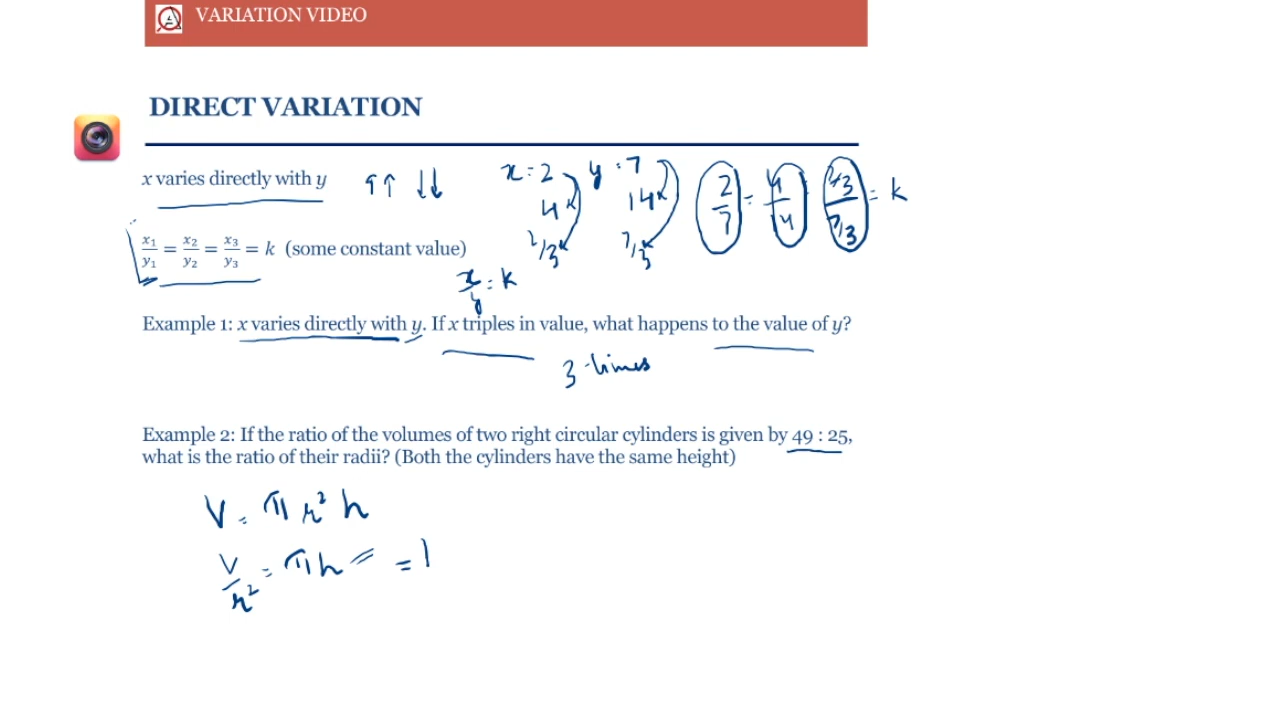 VARIATION VIDEO
DIRECT VARIATION
x varies directly with y ↑↑ ↓↓ x = 2 y : 7
4 14
2/3 7/3
2/7 = 4/14 = 2/3 / 7/3 = k
x₁/y₁ = x₂/y₂ = x₃/y₃ = k (some constant value)
x/y = k
Example 1: x varies directly with y. If x triples in value, what happens to the value of y?
3 times
Example 2: If the ratio of the volumes of two right circular cylinders is given by 49 : 25,
what is the ratio of their radii? (Both the cylinders have the same height)
V = π r² h
V/r² = πh = = 1